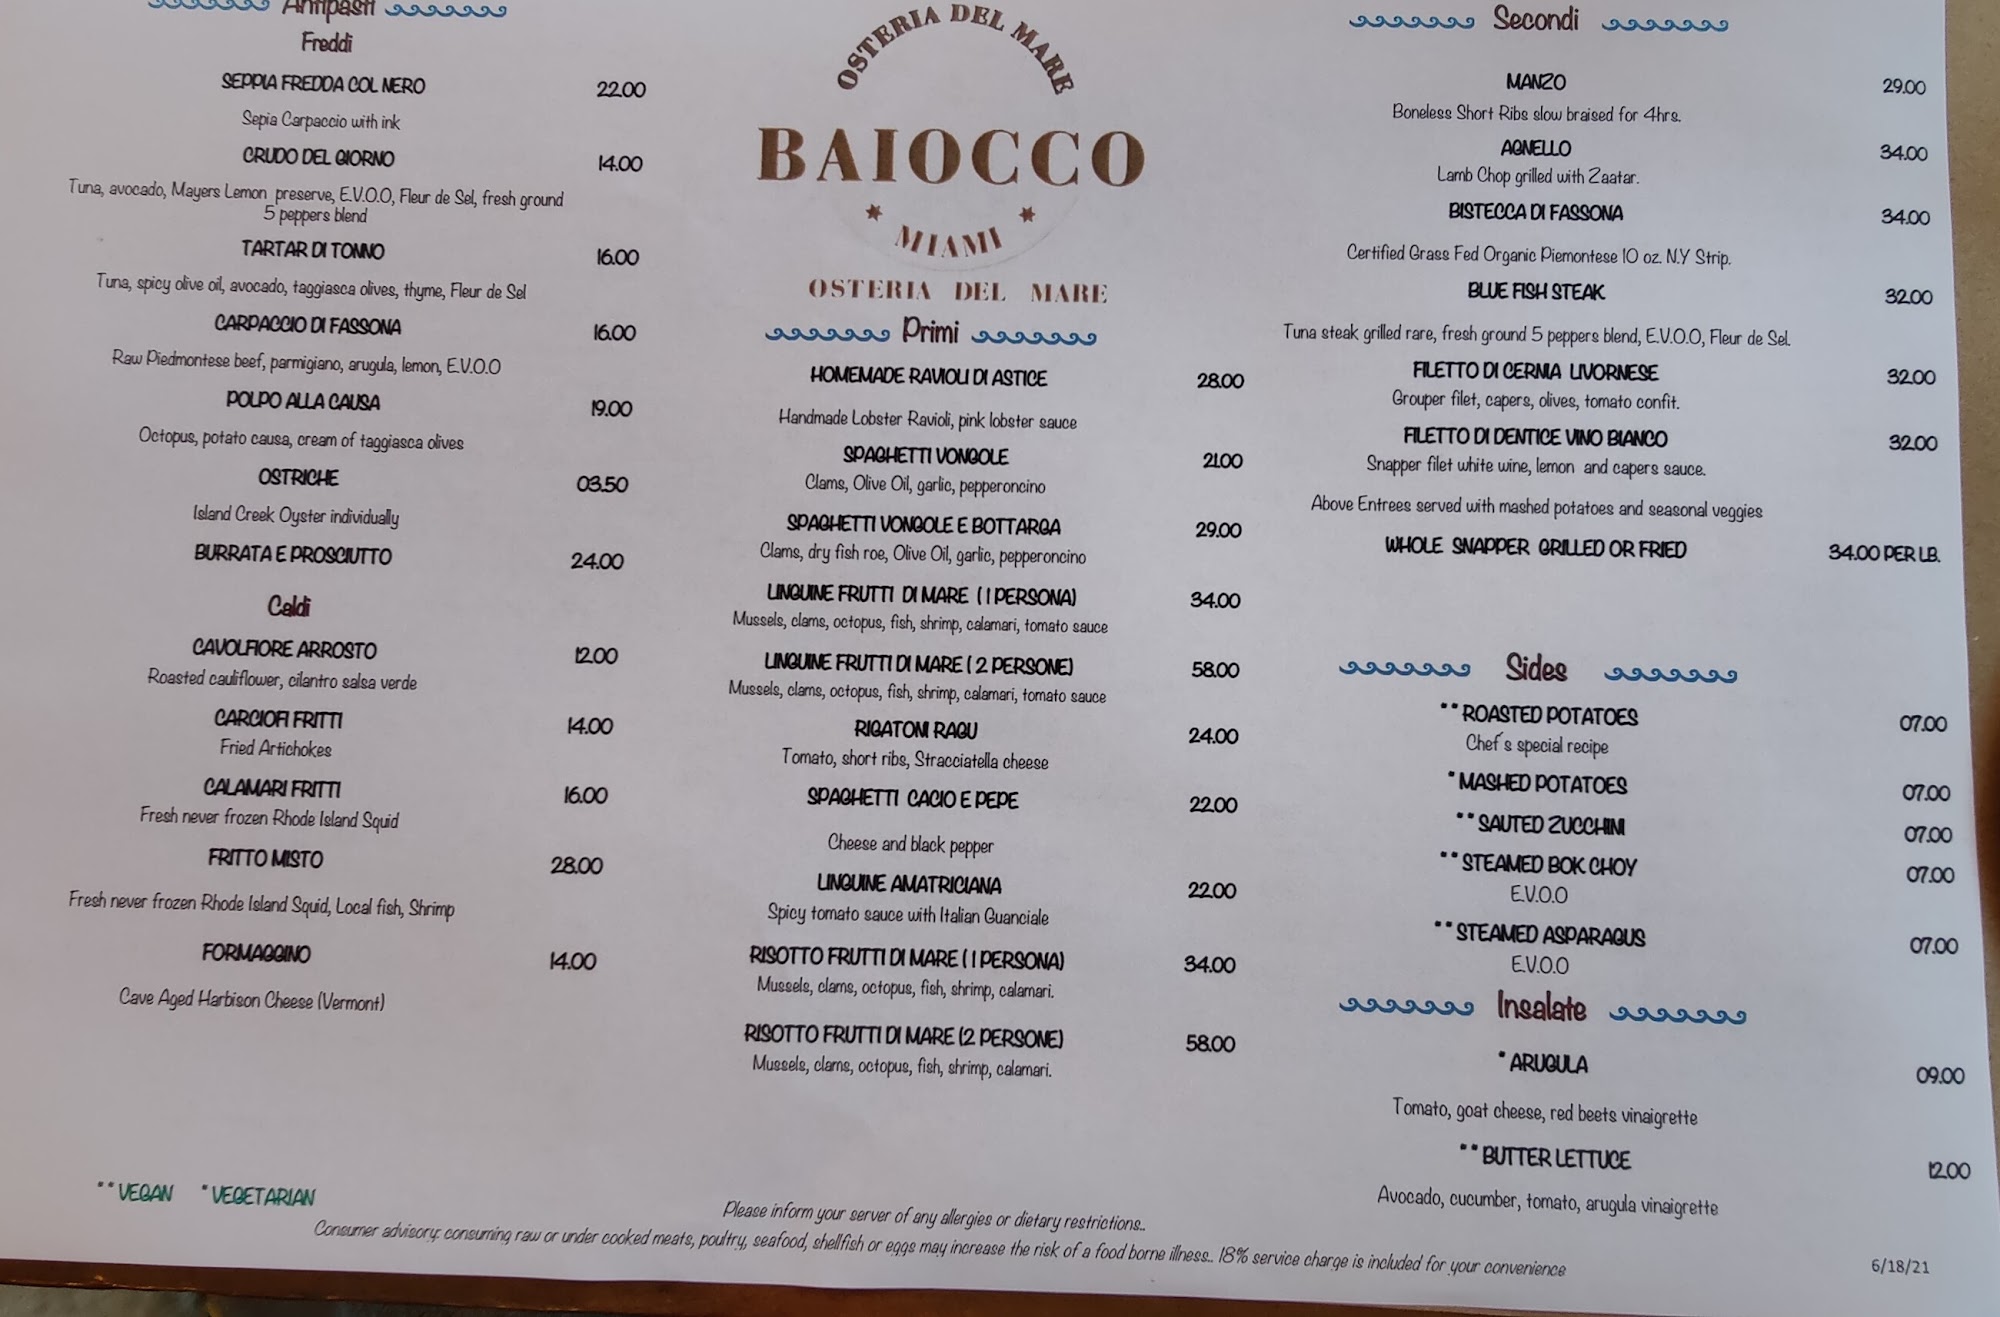 Antipasti
Freddi
SEPPIA FREDDA COL NERO 22.00
Sepia Carpaccio with ink
CRUDO DEL GIORNO 14.00
Tuna, avocado, Mayers Lemon preserve, E.V.O.O, Fleur de Sel, fresh ground
5 peppers blend
TARTAR DI TONNO 16.00
Tuna, spicy olive oil, avocado, taggiasca olives, thyme, Fleur de Sel
CARPACCIO DI FASSONA 16.00
Raw Piedmontese beef, parmigiano, arugula, lemon, E.V.O.O
POLPO ALLA CAUSA 19.00
Octopus, potato causa, cream of taggiasca olives
OSTRICHE 03.50
Island Creek Oyster individually
BURRATA E PROSCIUTTO 24.00
Caldi
CAVOLFIORE ARROSTO 12.00
Roasted cauliflower, cilantro salsa verde
CARCIOFI FRITTI 14.00
Fried Artichokes
CALAMARI FRITTI 16.00
Fresh never frozen Rhode Island Squid
FRITTO MISTO 28.00
Fresh never frozen Rhode Island Squid, Local fish, Shrimp
FORMAGGINO 14.00
Cave Aged Harbison Cheese (Vermont)
**VEGAN *VEGETARIAN
OSTERIA DEL MARE
BAIOCCO
* MIAMI *
OSTERIA DEL MARE
Primi
HOMEMADE RAVIOLI DI ASTICE 28.00
Handmade Lobster Ravioli, pink lobster sauce
SPAGHETTI VONGOLE 21.00
Clams, Olive Oil, garlic, pepperoncino
SPAGHETTI VONGOLE E BOTTARGA 29.00
Clams, dry fish roe, Olive Oil, garlic, pepperoncino
LINGUINE FRUTTI DI MARE (1 PERSONA) 34.00
Mussels, clams, octopus, fish, shrimp, calamari, tomato sauce
LINGUINE FRUTTI DI MARE (2 PERSONE) 58.00
Mussels, clams, octopus, fish, shrimp, calamari, tomato sauce
RIGATONI RAGU 24.00
Tomato, short ribs, Stracciatella cheese
SPAGHETTI CACIO E PEPE 22.00
Cheese and black pepper
LINGUINE AMATRICIANA 22.00
Spicy tomato sauce with Italian Guanciale
RISOTTO FRUTTI DI MARE (1 PERSONA) 34.00
Mussels, clams, octopus, fish, shrimp, calamari.
RISOTTO FRUTTI DI MARE (2 PERSONE) 58.00
Mussels, clams, octopus, fish, shrimp, calamari.
Secondi
MANZO 29.00
Boneless Short Ribs slow braised for 4hrs.
AGNELLO 34.00
Lamb Chop grilled with Zaatar.
BISTECCA DI FASSONA 34.00
Certified Grass Fed Organic Piemontese 10 oz. N.Y Strip.
BLUE FISH STEAK 32.00
Tuna steak grilled rare, fresh ground 5 peppers blend, E.V.O.O, Fleur de Sel.
FILETTO DI CERNIA LIVORNESE 32.00
Grouper filet, capers, olives, tomato confit.
FILETTO DI DENTICE VINO BIANCO 32.00
Snapper filet white wine, lemon and capers sauce.
Above Entrees served with mashed potatoes and seasonal veggies
WHOLE SNAPPER GRILLED OR FRIED 34.00 PER LB.
Sides
**ROASTED POTATOES 07.00
Chef's special recipe
*MASHED POTATOES 07.00
**SAUTED ZUCCHINI 07.00
**STEAMED BOK CHOY 07.00
E.V.O.O
**STEAMED ASPARAGUS 07.00
E.V.O.O
Insalate
*ARUGULA 09.00
Tomato, goat cheese, red beets vinaigrette
**BUTTER LETTUCE 12.00
Avocado, cucumber, tomato, arugula vinaigrette
Please inform your server of any allergies or dietary restrictions..
Consumer advisory: consuming raw or under cooked meats, poultry, seafood, shellfish or eggs may increase the risk of a food borne illness.. 18% service charge is included for your convenience
6/18/21